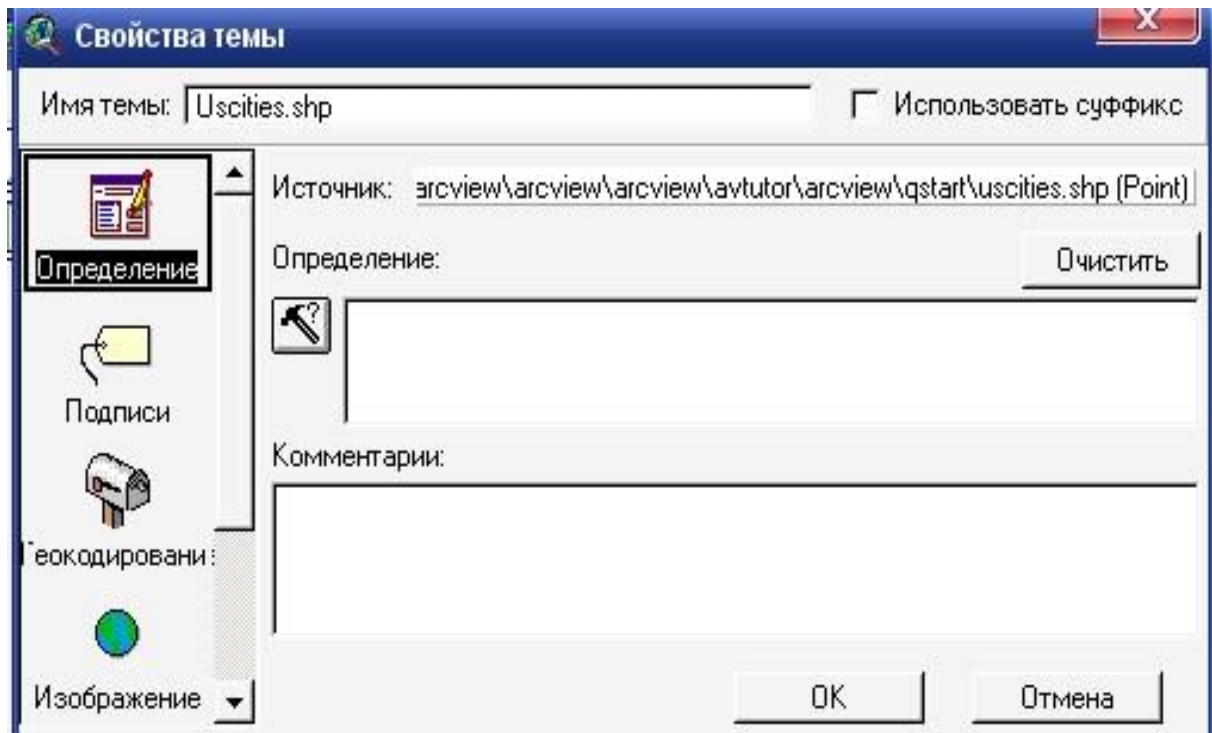 Свойства темы
X
Имя темы: Uscities.shp
Использовать суффикс
Определение
Подписи
Геокодировани
Изображение
Источник: arcview\arcview\arcview\avtutor\arcview\qstart\uscities.shp (Point)
Определение:
Очистить
?
Комментарии:
OK
Отмена